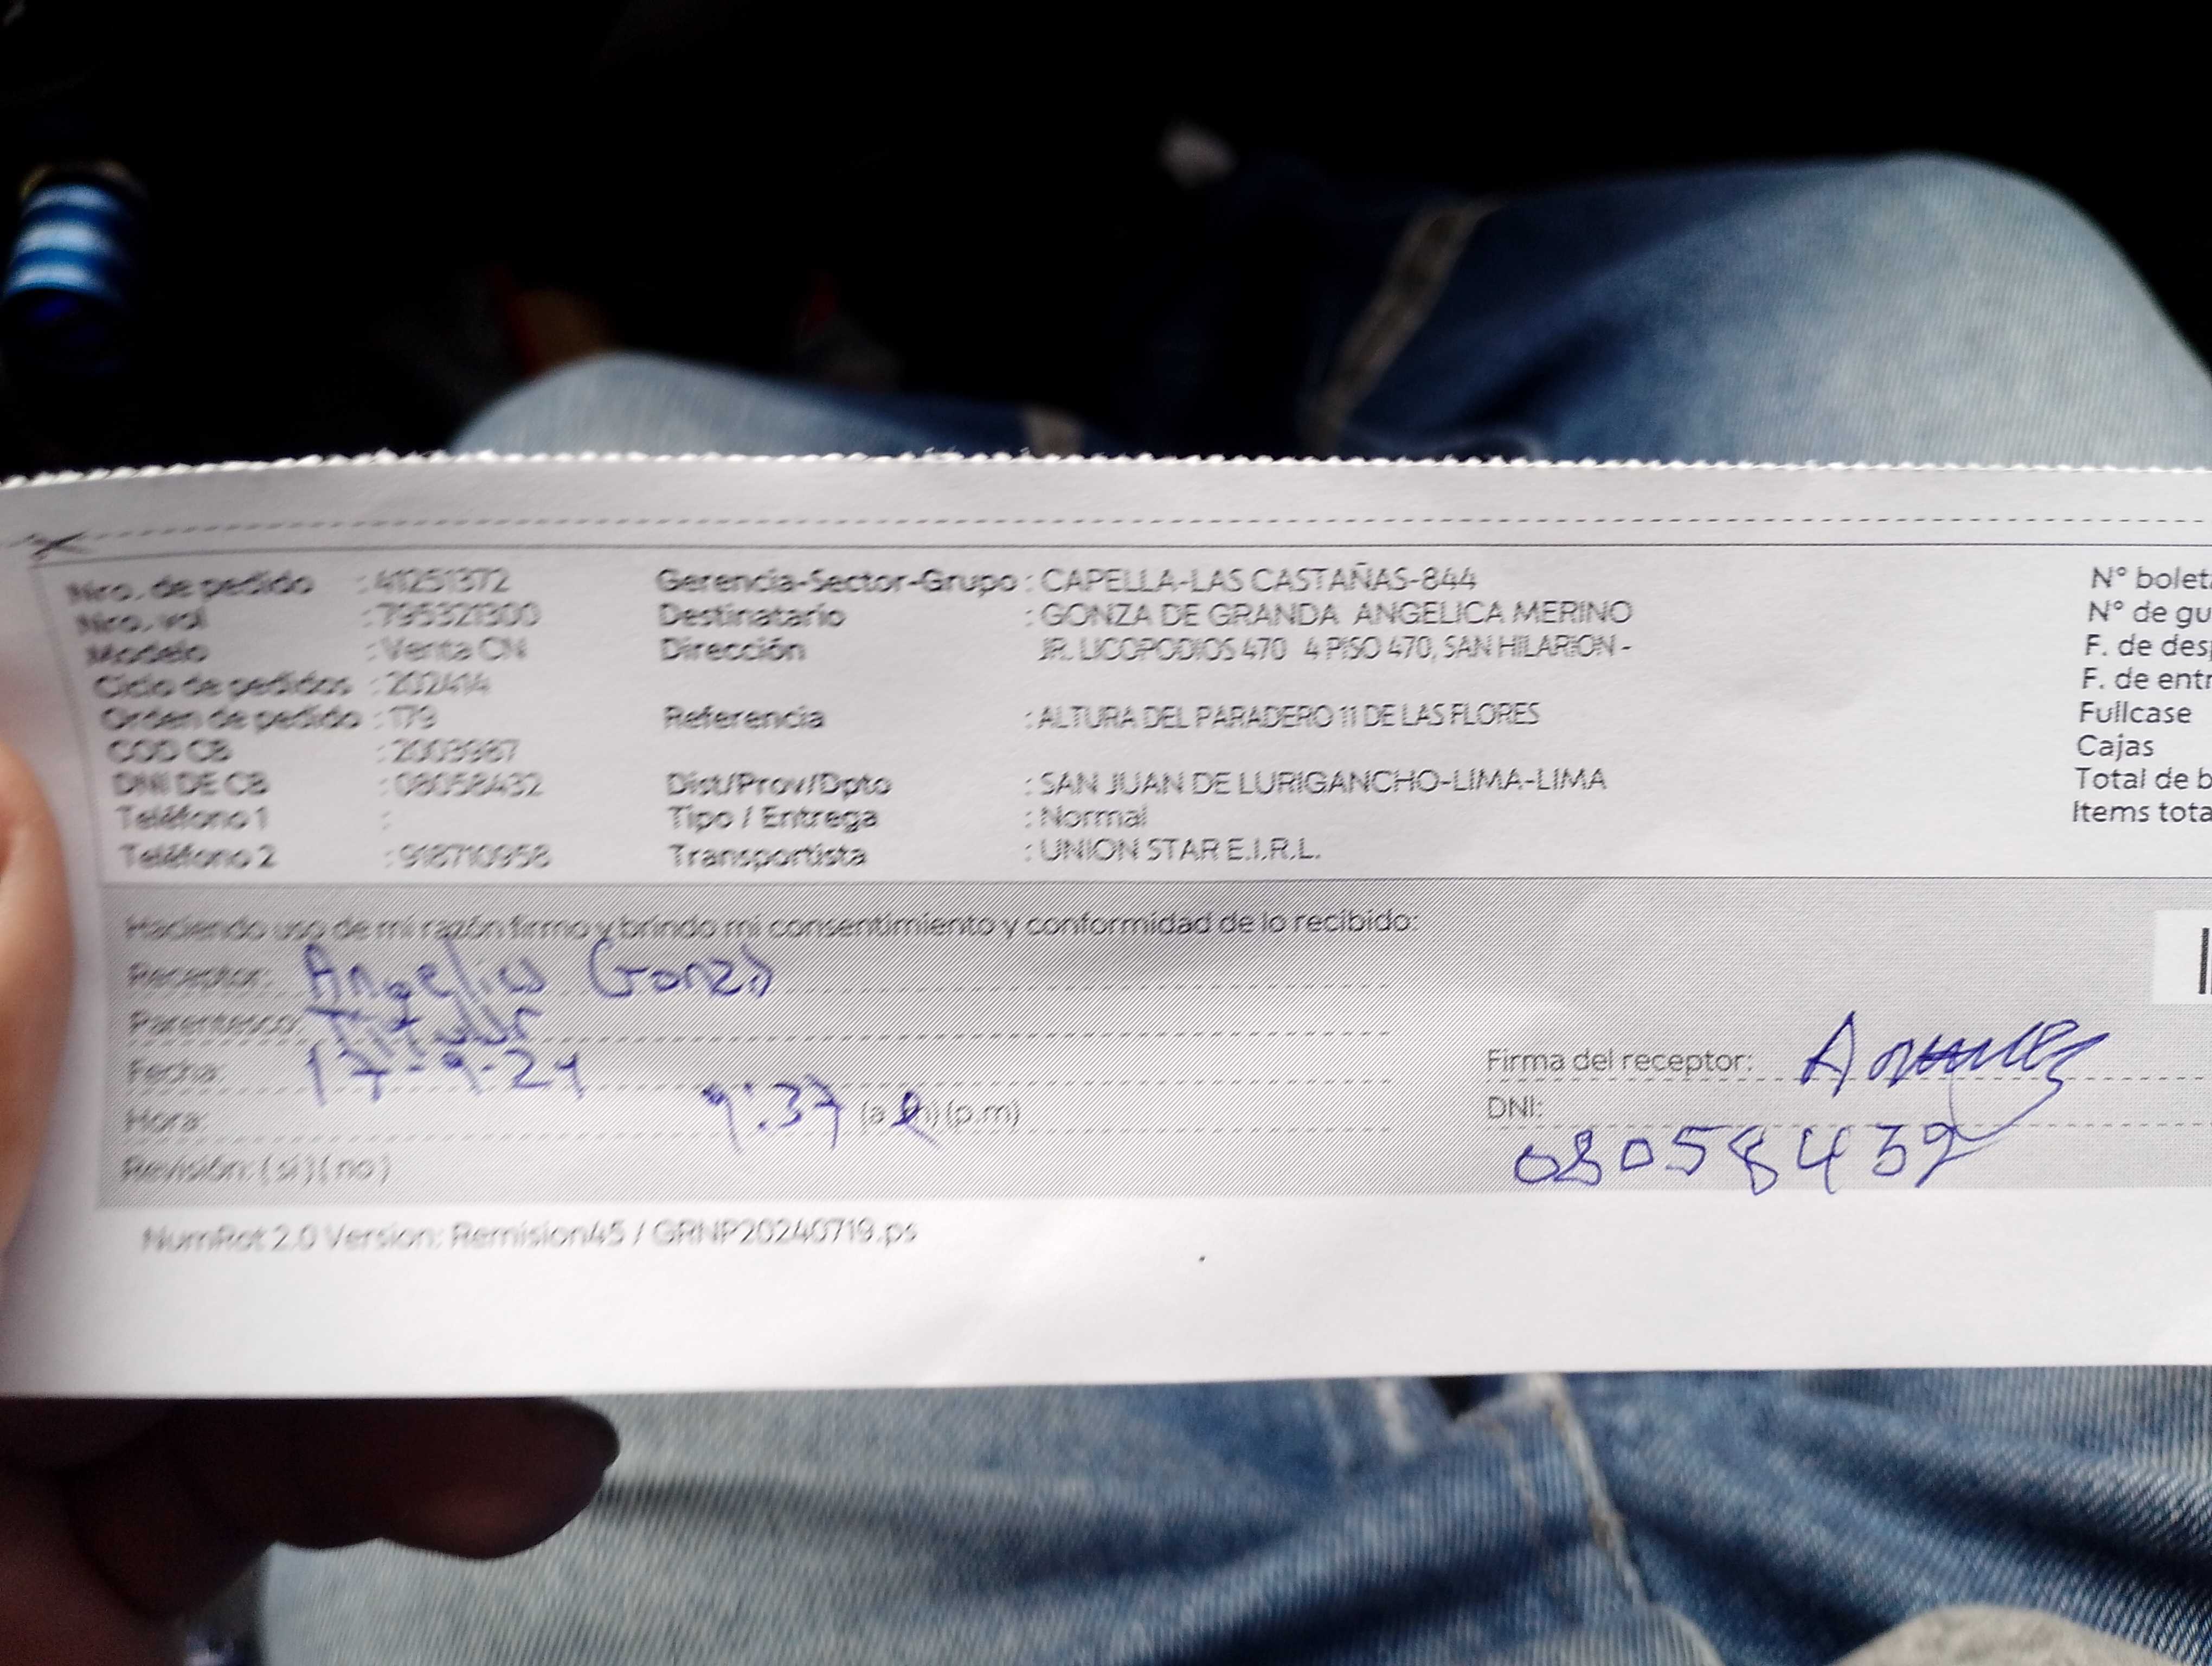 Nro. de pedido : 41251372 Gerencia-Sector-Grupo : CAPELLA-LAS CASTAÑAS-844 N° bolet
Nro. vol : 795321300 Destinatario : GONZA DE GRANDA ANGELICA MERINO N° de gu
Modelo : Venta CN Dirección JR. LICOPODIOS 470 4 PISO 470, SAN HILARION - F. de des
Ciclo de pedidos : 202414 F. de entr
Orden de pedido : 179 Referencia : ALTURA DEL PARADERO 11 DE LAS FLORES Fullcase
COD CB : 2003987 Cajas
DNI DE CB : 08058432 Dist/Prov/Dpto : SAN JUAN DE LURIGANCHO-LIMA-LIMA Total de b
Teléfono 1 : Tipo / Entrega : Normal Items tota
Teléfono 2 : 918710958 Transportista : UNION STAR E.I.R.L.
Haciendo uso de mi razón firmo y brindo mi consentimiento y conformidad de lo recibido:
Receptor: Angelica Gonza
Parentesco: Titular
Fecha: 17-9-24
Firma del receptor:
Hora: 9:37 (a.m) (p.m)
DNI: 08058432
Revisión: ( si ) ( no )
NumRot 2.0 Version: Remision45 / GRNP20240719.ps